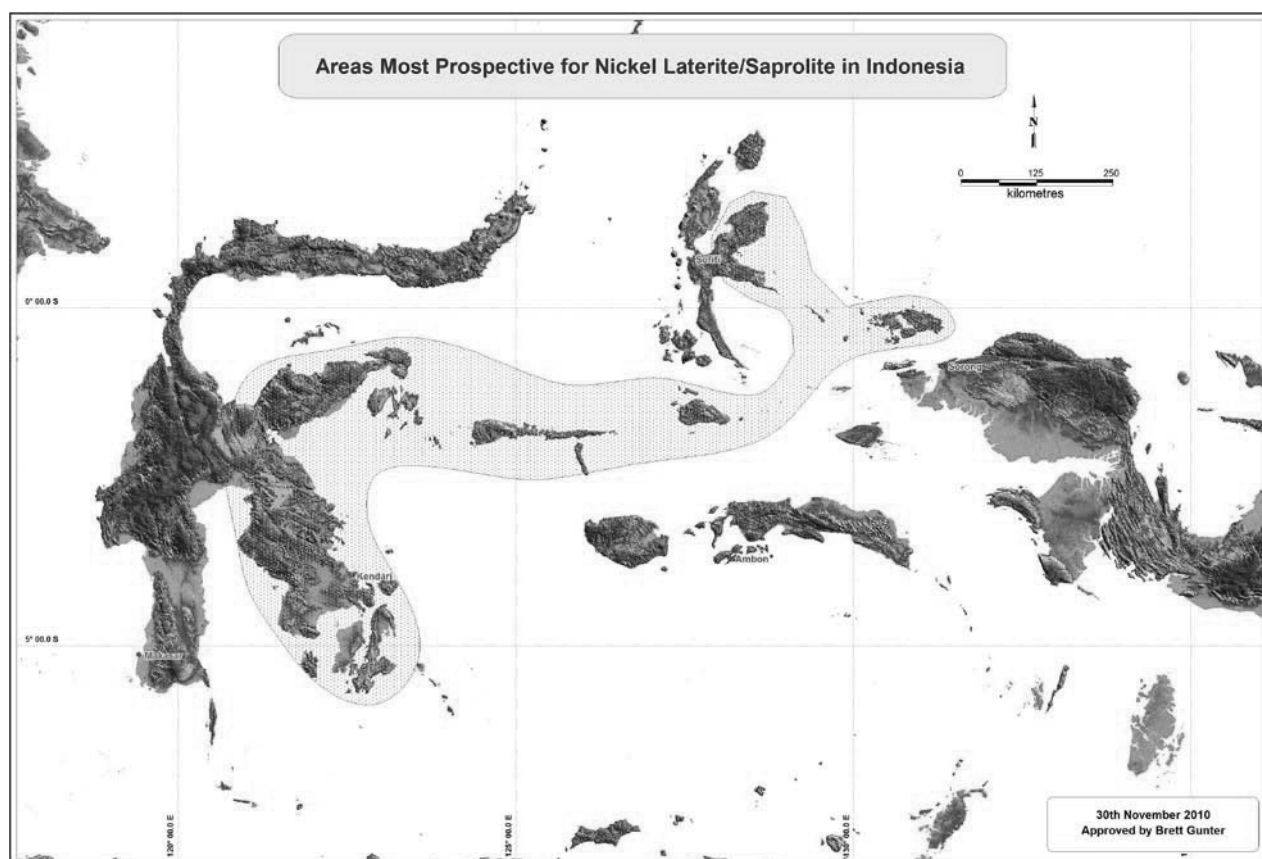 Areas Most Prospective for Nickel Laterite/Saprolite in Indonesia
N
0 125 250
kilometres
Sofifi
0° 00.0 S
Sorong
Kendari
Ambon
5° 00.0 S
Makasar
120° 00.0 E
125° 00.0 E
130° 00.0 E
30th November 2010
Approved by Brett Gunter